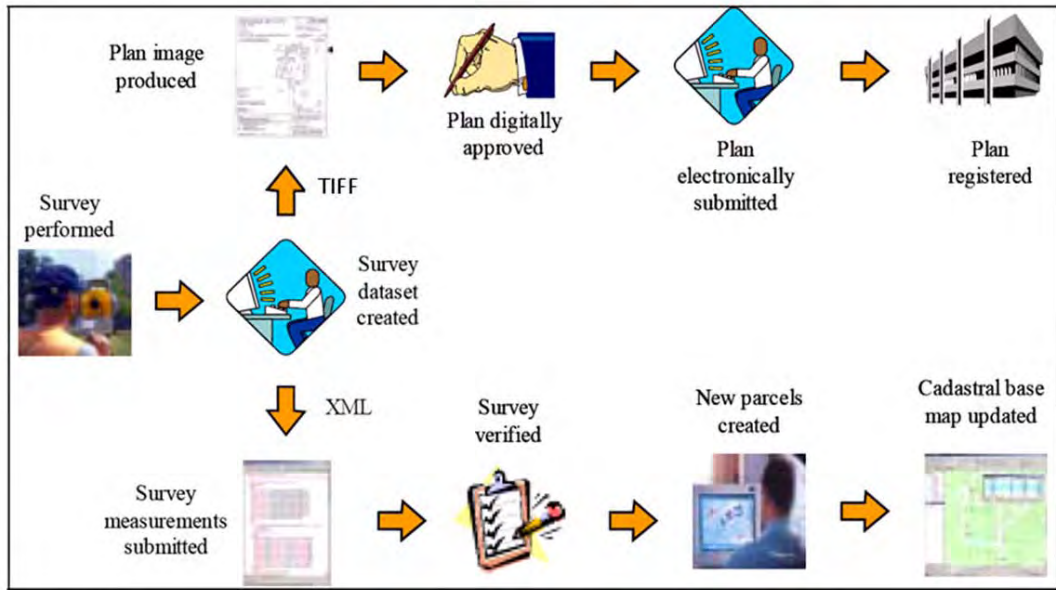 Plan image
produced
Plan digitally
approved
Plan
electronically
submitted
Plan
registered
TIFF
Survey
performed
Survey
dataset
created
XML
Survey
measurements
submitted
Survey
verified
New parcels
created
Cadastral base
map updated